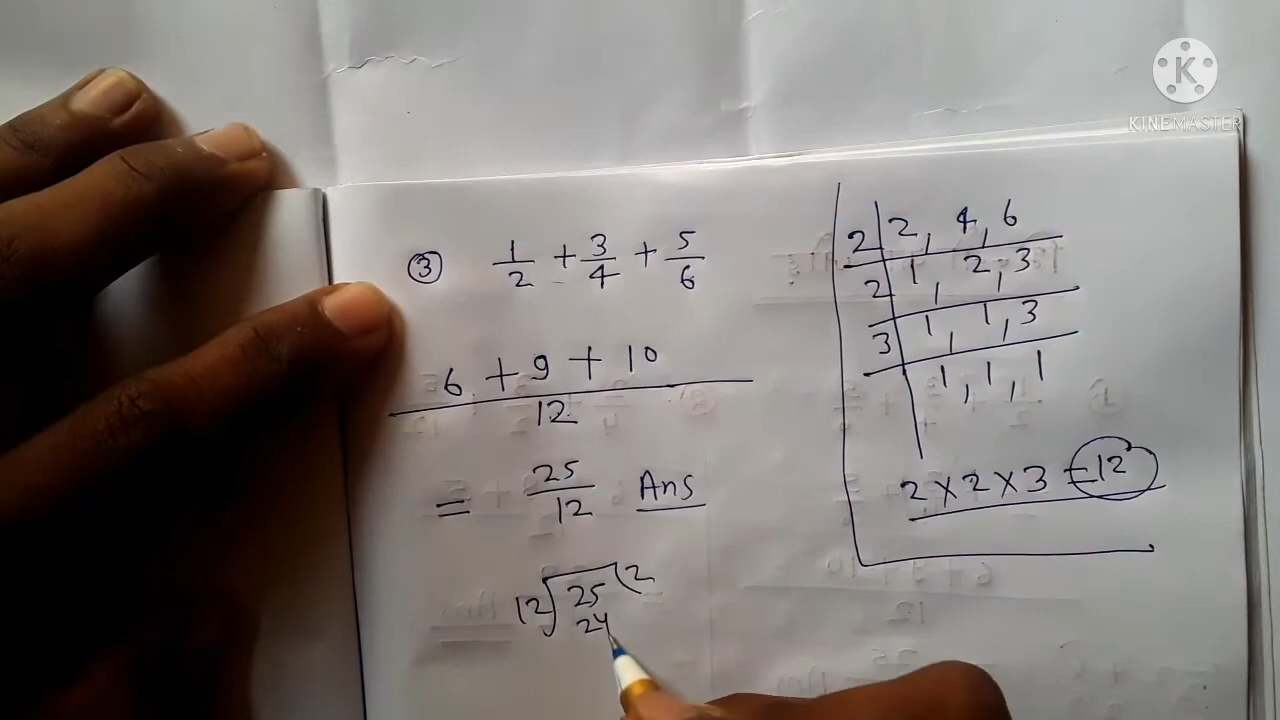 K
KINEMASTER
③ 1/2 + 3/4 + 5/6
6 + 9 + 10
12
= 25/12 Ans
12 25 2
24
2 2, 4, 6
2 1, 2, 3
3 1, 1, 3
1, 1, 1
2 × 2 × 3 = 12